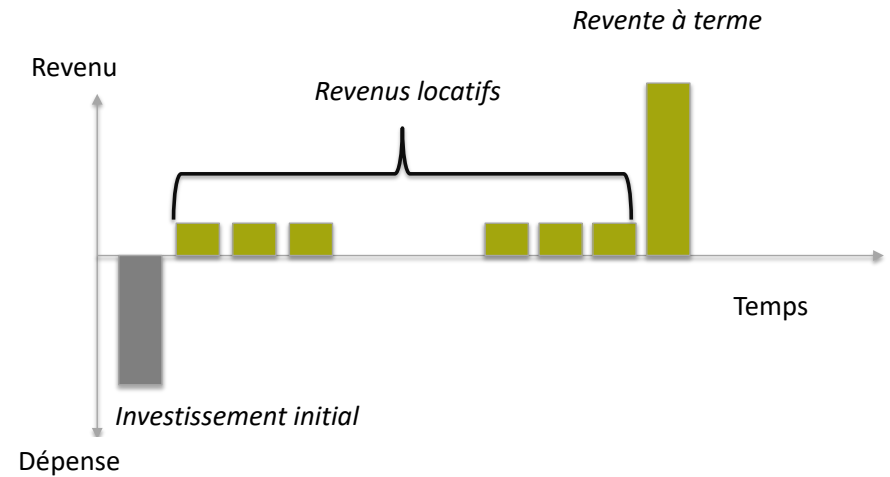 Revente à terme
Revenu
Revenus locatifs
Temps
Investissement initial
Dépense